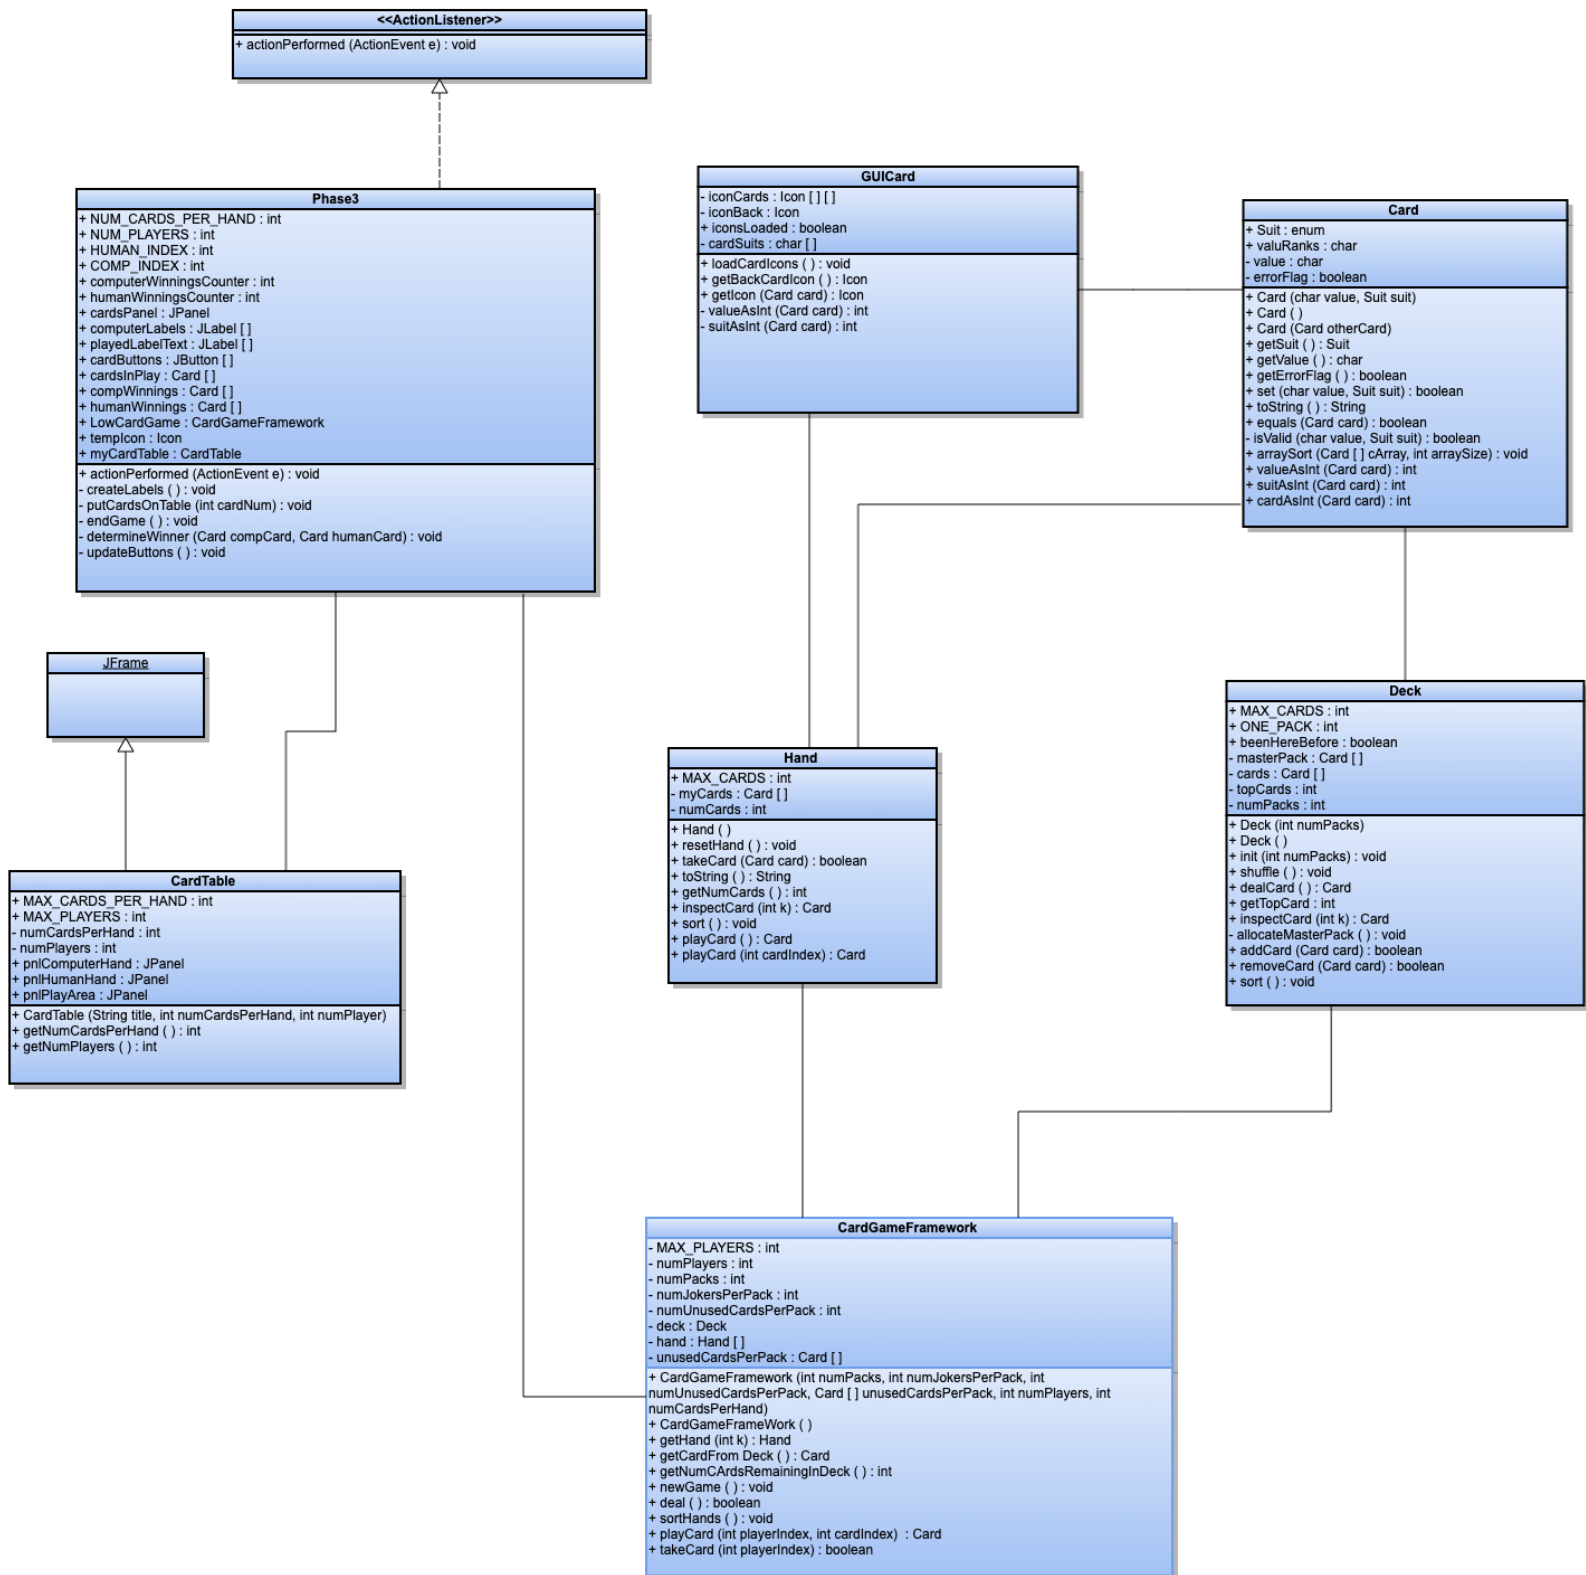 <<ActionListener>>
+ actionPerformed (ActionEvent e) : void
Phase3
+ NUM_CARDS_PER_HAND : int
+ NUM_PLAYERS : int
+ HUMAN_INDEX : int
+ COMP_INDEX : int
+ computerWinningsCounter : int
+ humanWinningsCounter : int
+ cardsPanel : JPanel
+ computerLabels : JLabel [ ]
+ playedLabelText : JLabel [ ]
+ cardButtons : JButton [ ]
+ cardsInPlay : Card [ ]
+ compWinnings : Card [ ]
+ humanWinnings : Card [ ]
+ LowCardGame : CardGameFramework
+ tempIcon : Icon
+ myCardTable : CardTable
+ actionPerformed (ActionEvent e) : void
- createLabels ( ) : void
- putCardsOnTable (int cardNum) : void
- endGame ( ) : void
- determineWinner (Card compCard, Card humanCard) : void
- updateButtons ( ) : void
GUICard
- iconCards : Icon [ ] [ ]
- iconBack : Icon
+ iconsLoaded : boolean
- cardSuits : char [ ]
+ loadCardIcons ( ) : void
+ getBackCardIcon ( ) : Icon
+ getIcon (Card card) : Icon
- valueAsInt (Card card) : int
- suitAsInt (Card card) : int
Card
+ Suit : enum
+ valuRanks : char
- value : char
- errorFlag : boolean
+ Card (char value, Suit suit)
+ Card ( )
+ Card (Card otherCard)
+ getSuit ( ) : Suit
+ getValue ( ) : char
+ getErrorFlag ( ) : boolean
+ set (char value, Suit suit) : boolean
+ toString ( ) : String
+ equals (Card card) : boolean
- isValid (char value, Suit suit) : boolean
+ arraySort (Card [ ] cArray, int arraySize) : void
+ valueAsInt (Card card) : int
+ suitAsInt (Card card) : int
+ cardAsInt (Card card) : int
JFrame
CardTable
+ MAX_CARDS_PER_HAND : int
+ MAX_PLAYERS : int
- numCardsPerHand : int
- numPlayers : int
+ pnlComputerHand : JPanel
+ pnlHumanHand : JPanel
+ pnlPlayArea : JPanel
+ CardTable (String title, int numCardsPerHand, int numPlayer)
+ getNumCardsPerHand ( ) : int
+ getNumPlayers ( ) : int
Hand
+ MAX_CARDS : int
- myCards : Card [ ]
- numCards : int
+ Hand ( )
+ resetHand ( ) : void
+ takeCard (Card card) : boolean
+ toString ( ) : String
+ getNumCards ( ) : int
+ inspectCard (int k) : Card
+ sort ( ) : void
+ playCard ( ) : Card
+ playCard (int cardIndex) : Card
Deck
+ MAX_CARDS : int
+ ONE_PACK : int
+ beenHereBefore : boolean
- masterPack : Card [ ]
- cards : Card [ ]
- topCards : int
- numPacks : int
+ Deck (int numPacks)
+ Deck ( )
+ init (int numPacks) : void
+ shuffle ( ) : void
+ dealCard ( ) : Card
+ getTopCard : int
+ inspectCard (int k) : Card
- allocateMasterPack ( ) : void
+ addCard (Card card) : boolean
+ removeCard (Card card) : boolean
+ sort ( ) : void
CardGameFramework
- MAX_PLAYERS : int
- numPlayers : int
- numPacks : int
- numJokersPerPack : int
- numUnusedCardsPerPack : int
- deck : Deck
- hand : Hand [ ]
- unusedCardsPerPack : Card [ ]
+ CardGameFramework (int numPacks, int numJokersPerPack, int
numUnusedCardsPerPack, Card [ ] unusedCardsPerPack, int numPlayers, int
numCardsPerHand)
+ CardGameFrameWork ( )
+ getHand (int k) : Hand
+ getCardFrom Deck ( ) : Card
+ getNumCArdsRemainingInDeck ( ) : int
+ newGame ( ) : void
+ deal ( ) : boolean
+ sortHands ( ) : void
+ playCard (int playerIndex, int cardIndex)  : Card
+ takeCard (int playerIndex) : boolean